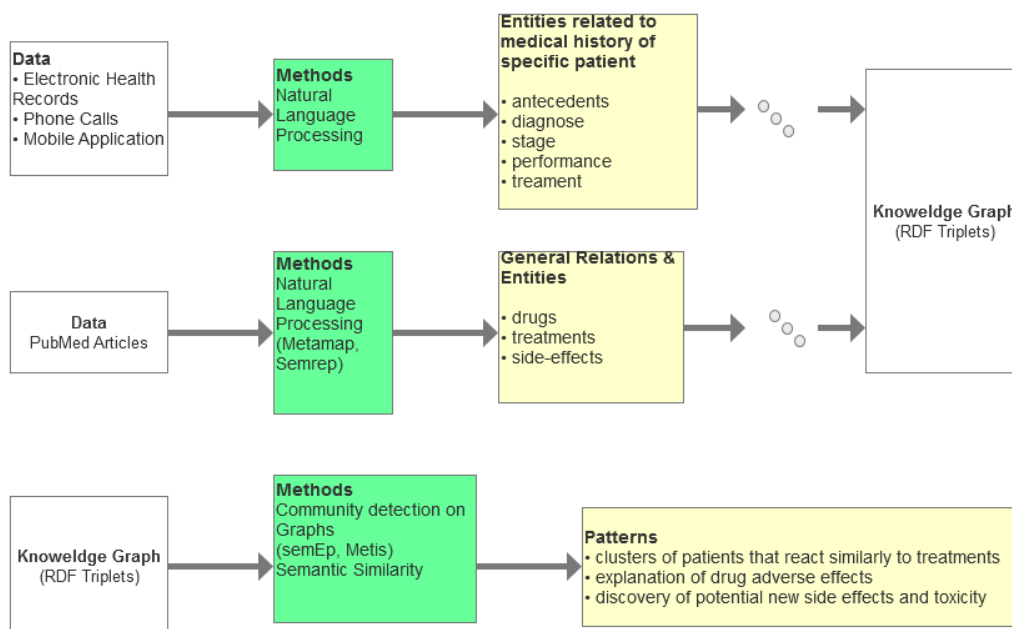 Data
• Electronic Health
Records
• Phone Calls
• Mobile Application
Methods
Natural
Language
Processing
Entities related to
medical history of
specific patient
• antecedents
• diagnose
• stage
• performance
• treament
Knoweldge Graph
(RDF Triplets)
Data
PubMed Articles
Methods
Natural
Language
Processing
(Metamap,
Semrep)
General Relations &
Entities
• drugs
• treatments
• side-effects
Knoweldge Graph
(RDF Triplets)
Methods
Community detection on
Graphs
(semEp, Metis)
Semantic Similarity
Patterns
• clusters of patients that react similarly to treatments
• explanation of drug adverse effects
• discovery of potential new side effects and toxicity